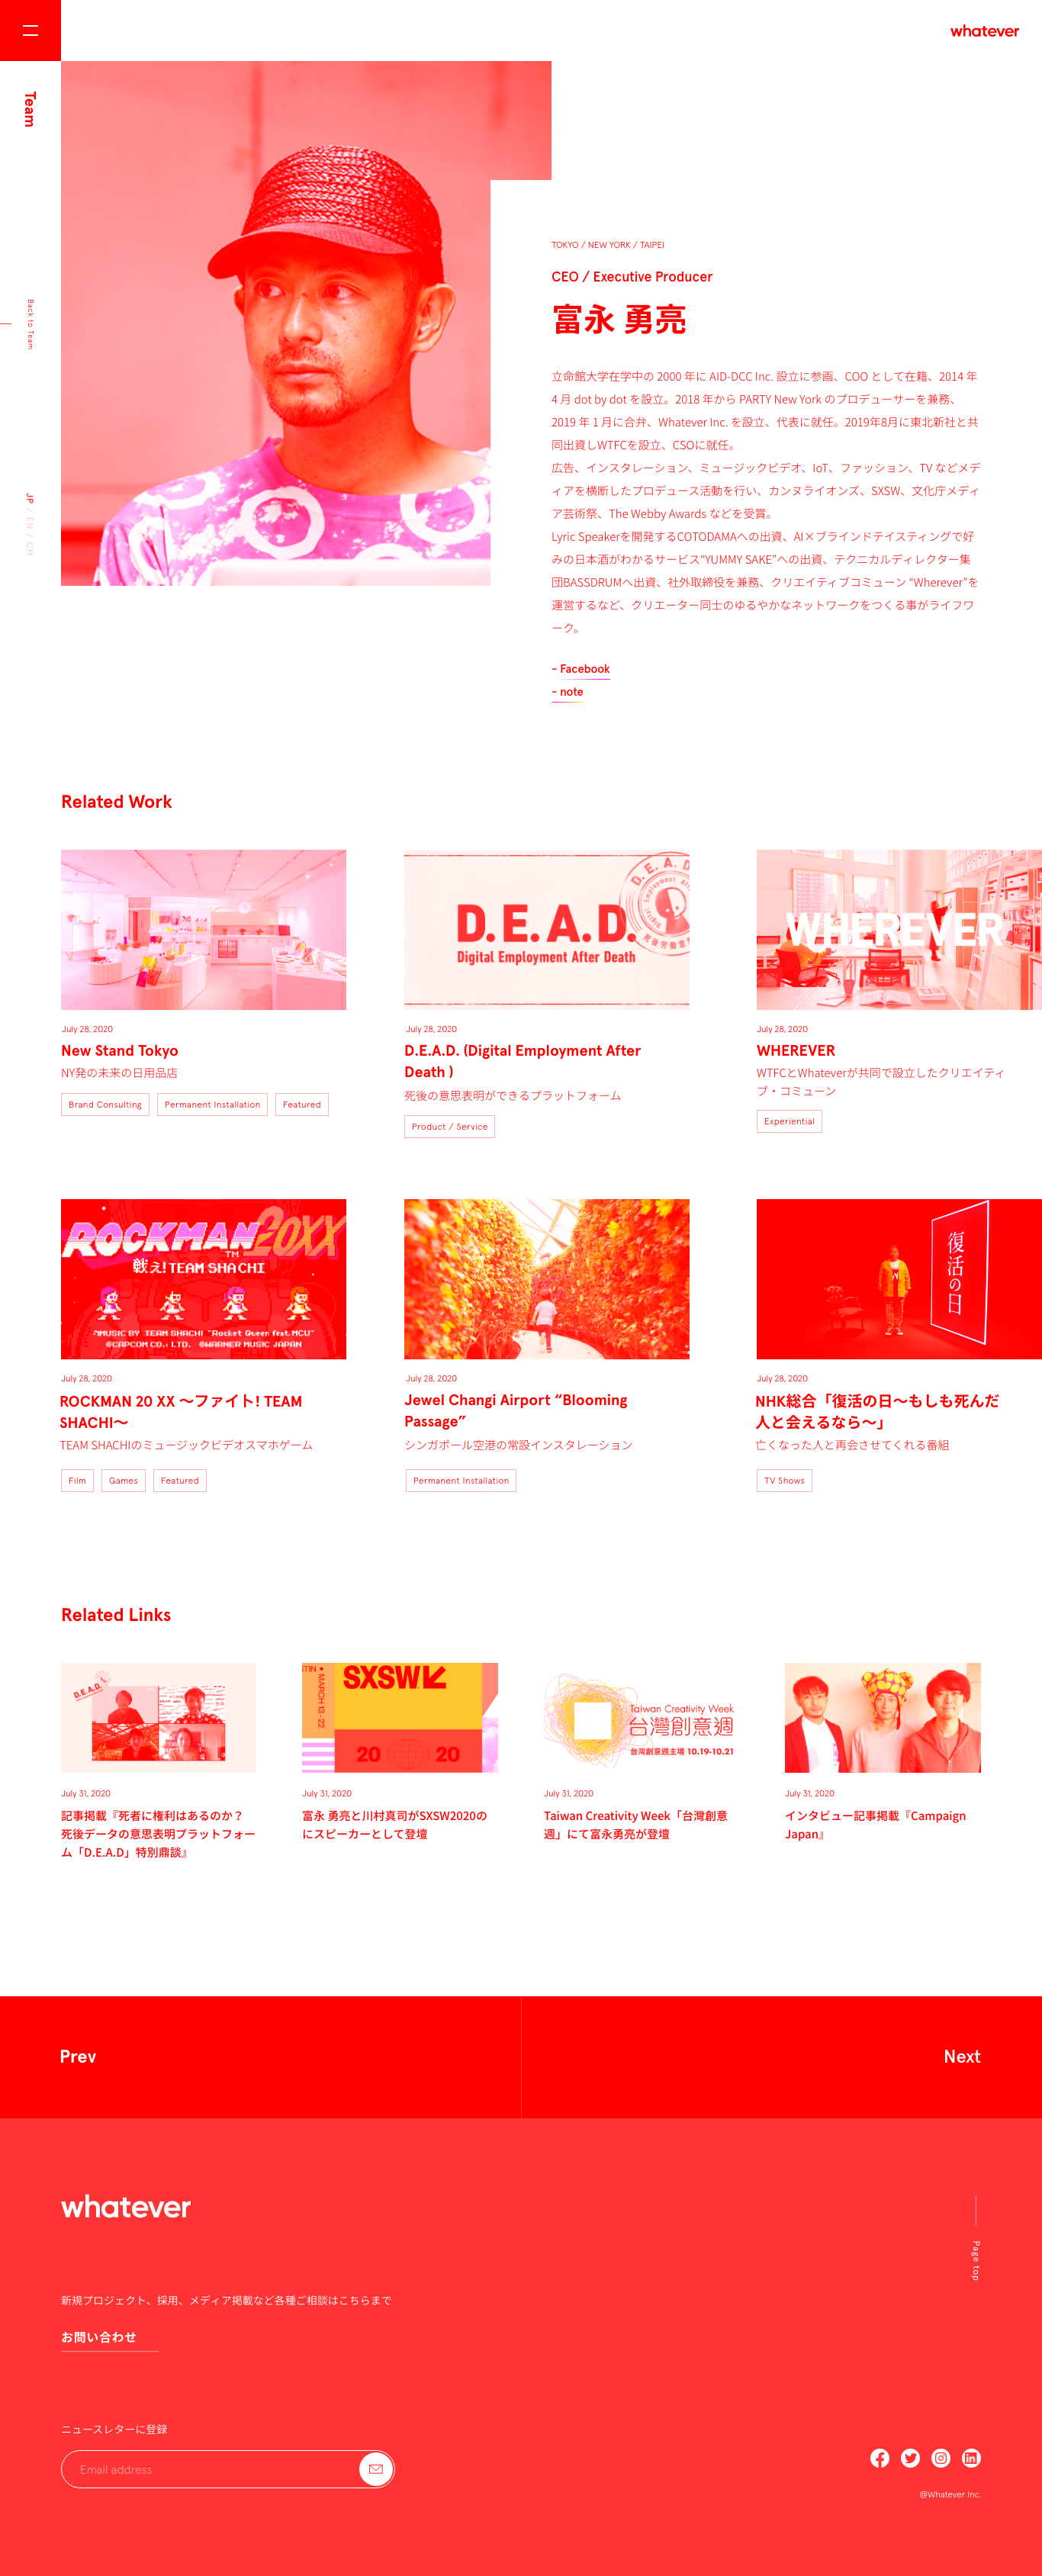 whatever
Team
TOKYO / NEW YORK / TAIPEI
CEO / Executive Producer
富永 勇亮
Back to Team
JP / EN / CH
立命館大学在学中の 2000 年に AID-DCC Inc. 設立に参画、COO として在籍、2014 年
4 月 dot by dot を設立。2018 年から PARTY New York のプロデューサーを兼務、
2019 年 1 月に合弁、Whatever Inc. を設立、代表に就任。2019年8月に東北新社と共
同出資しWTFCを設立、CSOに就任。
広告、インスタレーション、ミュージックビデオ、IoT、ファッション、TV などメデ
ィアを横断したプロデュース活動を行い、カンヌライオンズ、SXSW、文化庁メディ
ア芸術祭、The Webby Awards などを受賞。
Lyric Speakerを開発するCOTODAMAへの出資、AI×ブラインドテイスティングで好
みの日本酒がわかるサービス“YUMMY SAKE”への出資、テクニカルディレクター集
団BASSDRUMへ出資、社外取締役を兼務、クリエイティブコミューン “Wherever”を
運営するなど、クリエーター同士のゆるやかなネットワークをつくる事がライフワ
ーク。
- Facebook
- note
Related Work
D.E.A.D.
Digital Employment After Death
WHEREVER
July 28, 2020
New Stand Tokyo
NY発の未来の日用品店
Brand Consulting
Permanent Installation
Featured
July 28, 2020
D.E.A.D. (Digital Employment After
Death )
死後の意思表明ができるプラットフォーム
Product / Service
July 28, 2020
WHEREVER
WTFCとWhateverが共同で設立したクリエイティ
ブ・コミューン
Experiential
ROCKMAN 20XX
TM
戦え!TEAM SHACHI
♪MUSIC BY TEAM SHACHI "Rocket Queen feat.MCU"
©CAPCOM CO., LTD. ©WARNER MUSIC JAPAN
復活の日
July 28, 2020
ROCKMAN 20 XX 〜ファイト! TEAM
SHACHI〜
TEAM SHACHIのミュージックビデオスマホゲーム
Film
Games
Featured
July 28, 2020
Jewel Changi Airport “Blooming
Passage”
シンガポール空港の常設インスタレーション
Permanent Installation
July 28, 2020
NHK総合「復活の日〜もしも死んだ
人と会えるなら〜」
亡くなった人と再会させてくれる番組
TV Shows
Related Links
D.E.A.D.
SXSW
MARCH 13–22
20 20
Taiwan Creativity Week
台灣創意週
台灣創意週主場 10.19-10.21
July 31, 2020
記事掲載『死者に権利はあるのか？
死後データの意思表明プラットフォー
ム「D.E.A.D」特別鼎談』
July 31, 2020
富永 勇亮と川村真司がSXSW2020の
にスピーカーとして登壇
July 31, 2020
Taiwan Creativity Week「台灣創意
週」にて富永勇亮が登壇
July 31, 2020
インタビュー記事掲載『Campaign
Japan』
Prev
Next
whatever
Page top
新規プロジェクト、採用、メディア掲載など各種ご相談はこちらまで
お問い合わせ
ニュースレターに登録
Email address
@Whatever Inc.